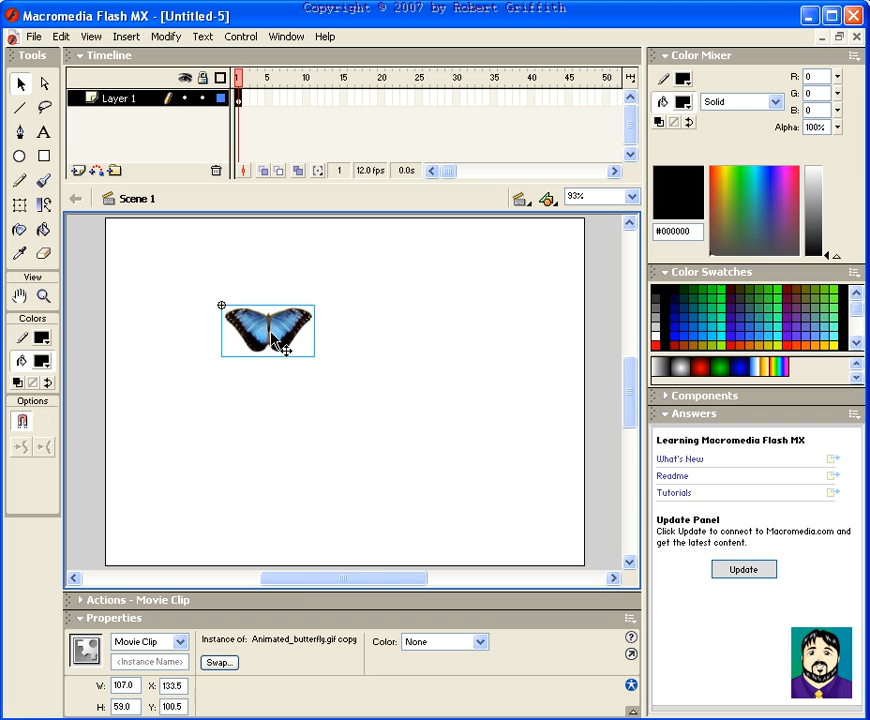 Macromedia Flash MX - [Untitled-5]
Copyright © 2007 by Robert Griffith
File Edit View Insert Modify Text Control Window Help
Tools
Timeline
1 5 10 15 20 25 30 35 40 45 50
Layer 1
1 12.0 fps 0.0s
Scene 1
93%
View
Colors
Options
Color Mixer
R: 0
Solid
G: 0
B: 0
Alpha: 100%
#000000
Color Swatches
Components
Answers
Learning Macromedia Flash MX
What's New
Readme
Tutorials
Update Panel
Click Update to connect to Macromedia.com and
get the latest content.
Update
Actions - Movie Clip
Properties
Movie Clip
Instance of: Animated_butterfly.gif copy
Color: None
<Instance Name>
Swap...
W: 107.0 X: 133.5
H: 59.0 Y: 100.5